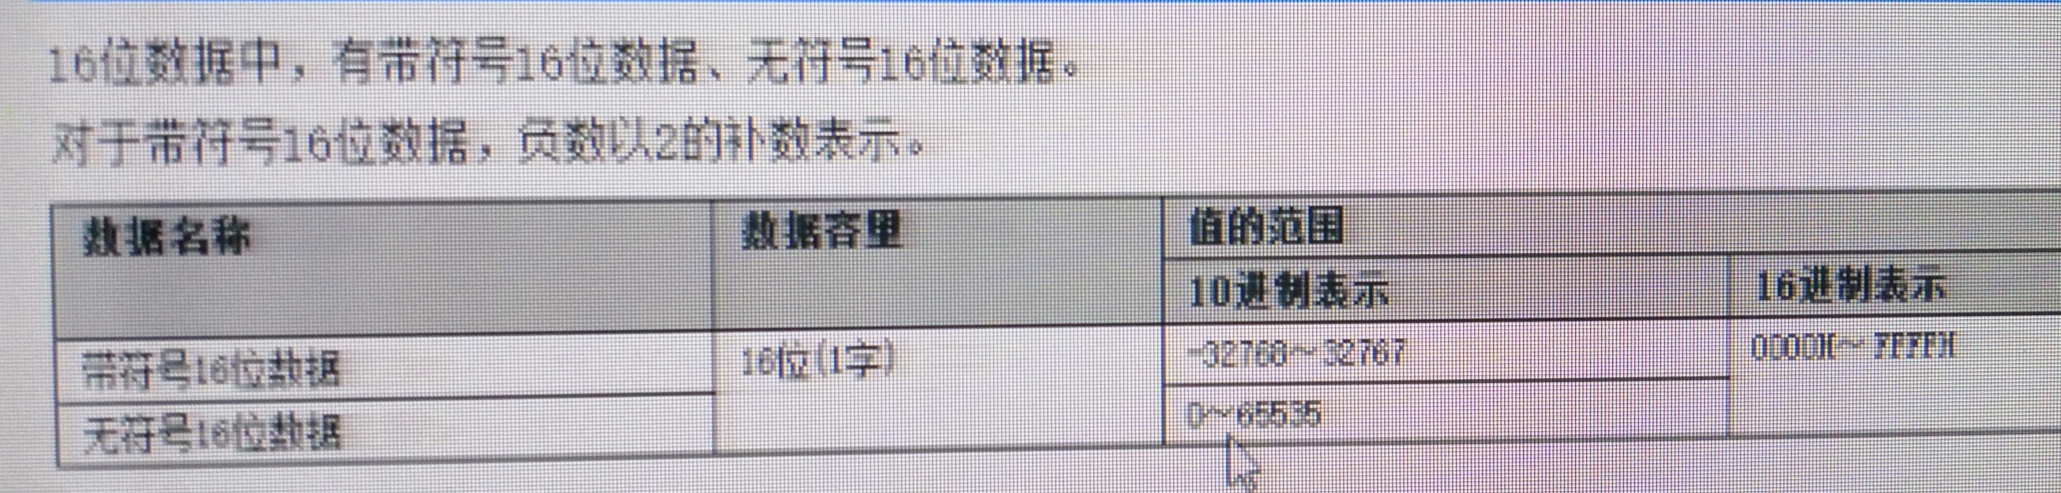 16位数据中，有带符号16位数据、无符号16位数据。
对于带符号16位数据，负数以2的补数表示。
数据名称 数据容里 值的范围
10进制表示 16进制表示
带符号16位数据 16位(1字) -32768～32767 0000H～FFFFH
无符号16位数据 0～65535